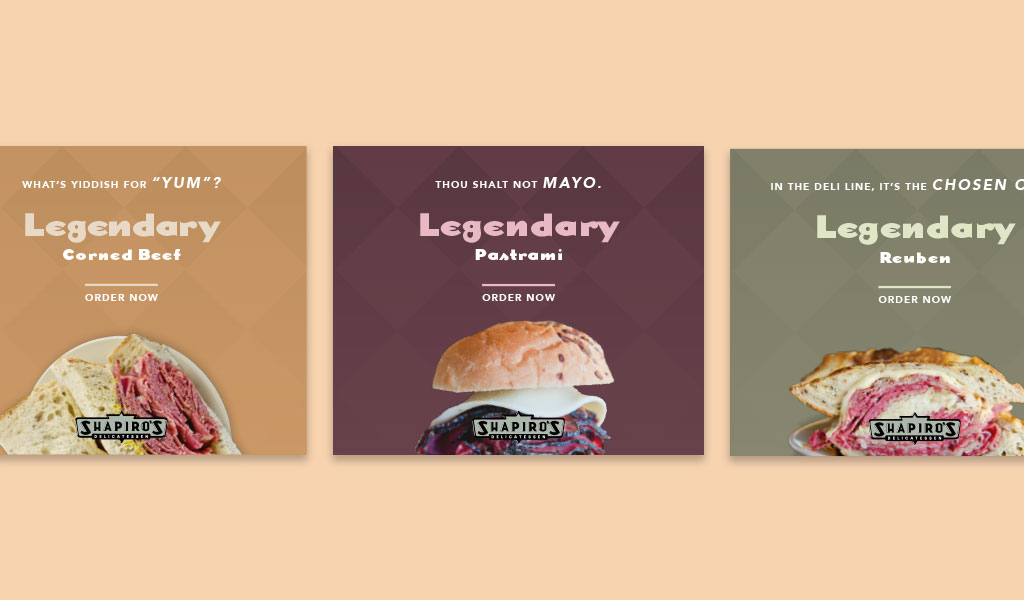 WHAT'S YIDDISH FOR "YUM"?
Legendary
Corned Beef
ORDER NOW
SHAPIRO'S
DELICATESSEN
THOU SHALT NOT MAYO.
Legendary
Pastrami
ORDER NOW
SHAPIRO'S
DELICATESSEN
IN THE DELI LINE, IT'S THE CHOSEN
Legendary
Reuben
ORDER NOW
SHAPIRO'S
DELICATESSEN